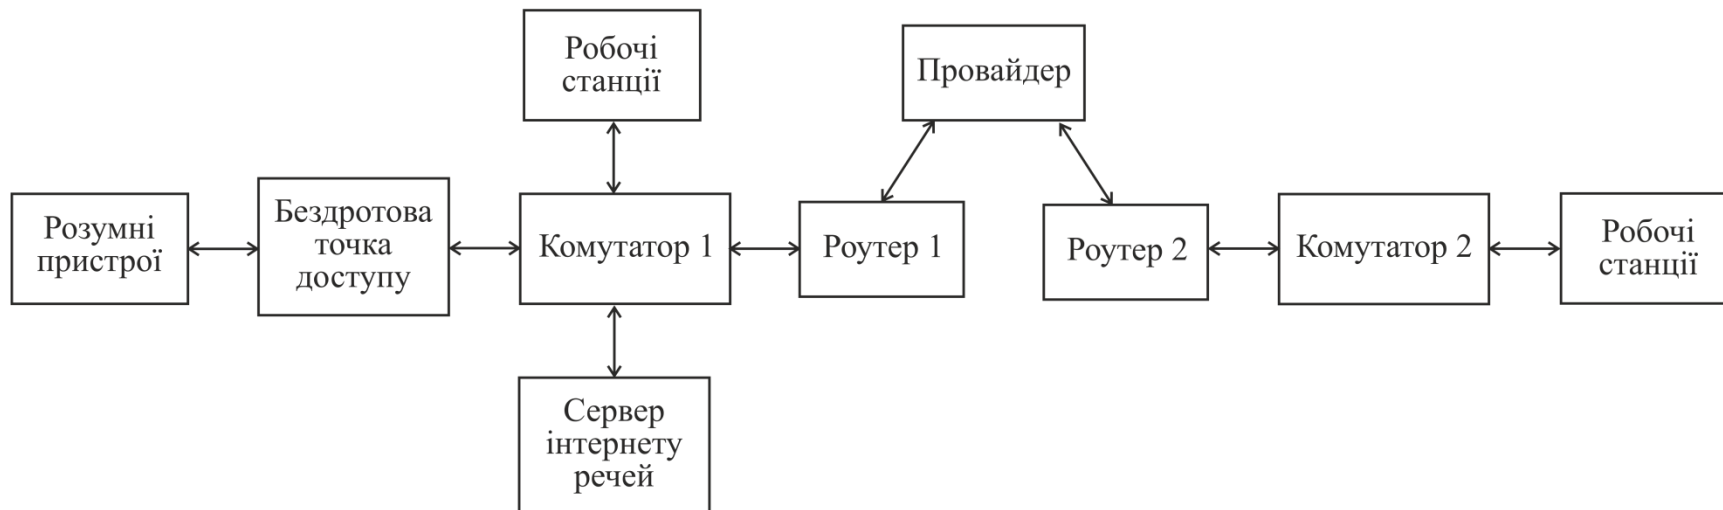 Робочі
станції
Провайдер
Розумні
пристрої
Бездротова
точка
доступу
Комутатор 1
Роутер 1
Роутер 2
Комутатор 2
Робочі
станції
Сервер
інтернету
речей